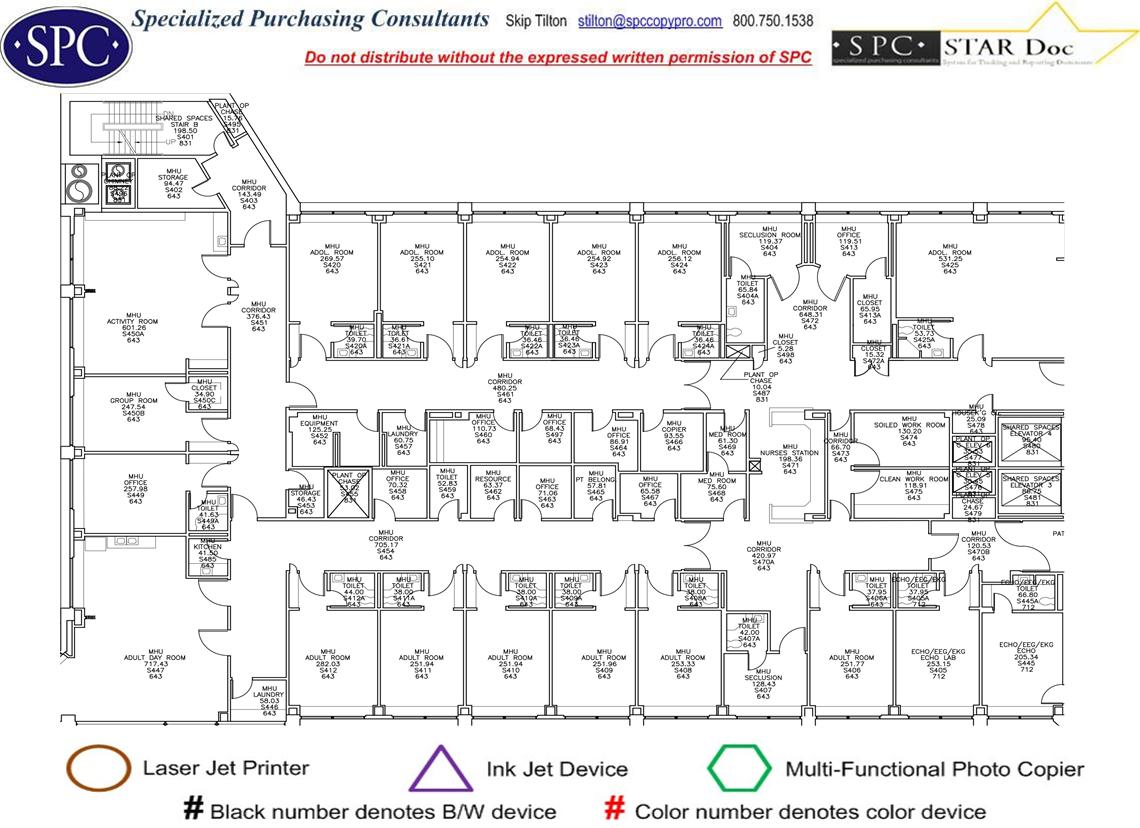 Specialized Purchasing Consultants Skip Tilton stilton@spccopypro.com 800.750.1538
SPC
Do not distribute without the expressed written permission of SPC
SPC STAR Doc
specialized purchasing consultants System for Tracking and Reporting Documents
PLANT OP
CHASE
15.76
S495
831
DN
SHARED SPACES
STAIR B
198.50
S401
831
UP
MHU
STORAGE
94.47
S402
643
MHU
CORRIDOR
143.49
S403
643
MHU
ADOL. ROOM
269.57
S420
643
MHU
ADOL. ROOM
255.10
S421
643
MHU
ADOL. ROOM
254.94
S422
643
MHU
ADOL. ROOM
254.92
S423
643
MHU
ADOL. ROOM
256.12
S424
643
MHU
SECLUSION ROOM
119.37
S404
643
MHU
OFFICE
119.51
S413
643
MHU
ADOL. ROOM
531.25
S425
643
MHU
TOILET
65.84
S404A
643
MHU
CORRIDOR
648.31
S472
643
MHU
CLOSET
65.95
S413A
643
MHU
ACTIVITY ROOM
601.26
S450A
643
MHU
CORRIDOR
376.43
S451
643
MHU
TOILET
39.70
S420A
643
MHU
TOILET
36.61
S421A
643
MHU
TOILET
36.46
S422A
643
MHU
TOILET
36.46
S423A
643
MHU
TOILET
36.46
S424A
643
MHU
CLOSET
5.28
S498
643
MHU
CLOSET
15.32
S472A
643
MHU
TOILET
53.73
S425A
643
PLANT OP
CHASE
10.04
S487
831
MHU
CORRIDOR
480.25
S461
643
MHU
CLOSET
34.90
S450C
643
MHU
GROUP ROOM
247.54
S450B
643
MHU
EQUIPMENT
125.25
S452
643
MHU
LAUNDRY
60.75
S457
643
MHU
OFFICE
110.73
S460
643
MHU
OFFICE
68.43
S497
643
MHU
OFFICE
86.91
S464
643
MHU
COPIER
93.55
S466
643
MHU
MED ROOM
61.30
S469
643
MHU
NURSES STATION
198.36
S471
643
MHU
CORRIDOR
66.70
S473
643
MHU
SOILED WORK ROOM
130.20
S474
643
MHU
25.09
S478
643
SHARED SPACES
ELEVATOR 4
95.40
S480
831
MHU
OFFICE
257.98
S449
643
MHU
TOILET
41.63
S449A
643
MHU
STORAGE
46.43
S453
643
PLANT OP
CHASE
53.02
S455
831
MHU
OFFICE
70.32
S458
643
MHU
TOILET
52.83
S459
643
MHU
RESOURCE
63.37
S462
643
MHU
OFFICE
71.06
S463
643
MHU
PT BELONG.
57.81
S465
643
MHU
OFFICE
65.58
S467
643
MHU
MED ROOM
75.60
S468
643
MHU
CLEAN WORK ROOM
118.91
S475
643
CHASE
24.67
S479
831
SHARED SPACES
ELEVATOR 3
88.75
S481
831
MHU
KITCHEN
41.50
S485
643
MHU
CORRIDOR
705.17
S454
643
MHU
CORRIDOR
420.97
S470A
643
MHU
CORRIDOR
120.53
S470B
643
PAT
MHU
TOILET
44.00
S412A
643
MHU
TOILET
38.00
S411A
643
MHU
TOILET
38.00
S410A
643
MHU
TOILET
38.00
S409A
643
MHU
TOILET
38.00
S408A
643
MHU
TOILET
37.95
S406A
643
ECHO/EEG/EKG
TOILET
37.95
S405A
712
ECHO/EEG/EKG
TOILET
66.80
S445A
712
MHU
TOILET
42.00
S407A
643
MHU
ADULT DAY ROOM
717.43
S447
643
MHU
LAUNDRY
58.03
S446
643
MHU
ADULT ROOM
282.03
S412
643
MHU
ADULT ROOM
251.94
S411
643
MHU
ADULT ROOM
251.94
S410
643
MHU
ADULT ROOM
251.96
S409
643
MHU
ADULT ROOM
253.33
S408
643
MHU
SECLUSION
128.43
S407
643
MHU
ADULT ROOM
251.77
S406
643
ECHO/EEG/EKG
ECHO LAB
253.15
S405
712
ECHO/EEG/EKG
ECHO
205.34
S445
712
Laser Jet Printer Ink Jet Device Multi-Functional Photo Copier
# Black number denotes B/W device # Color number denotes color device